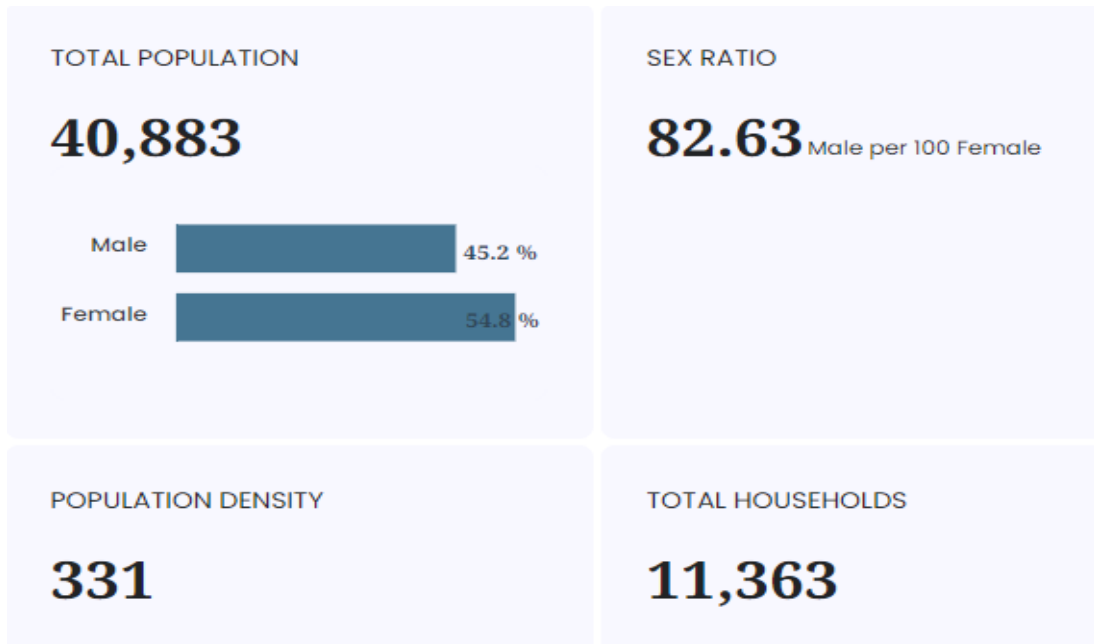 TOTAL POPULATION
40,883
Male 45.2 %
Female 54.8 %
SEX RATIO
82.63 Male per 100 Female
POPULATION DENSITY
331
TOTAL HOUSEHOLDS
11,363